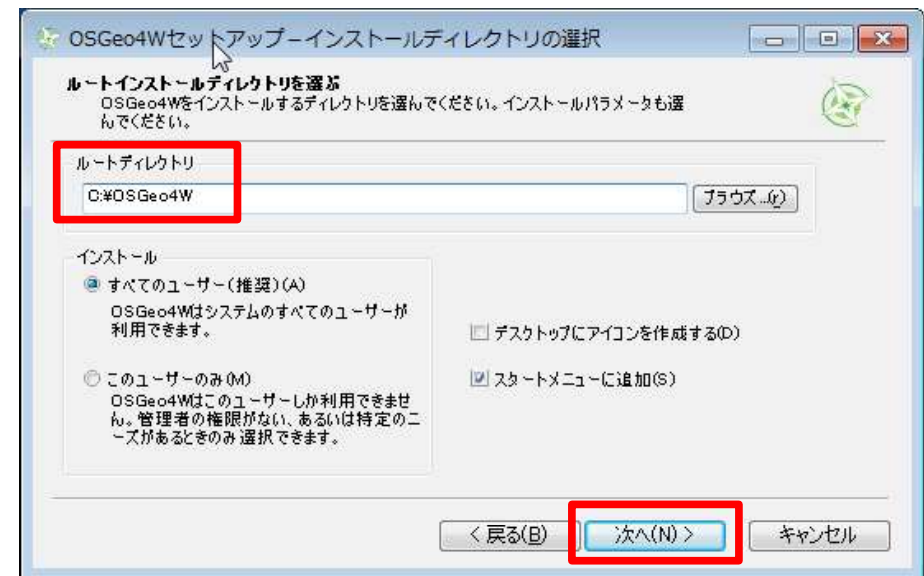 OSGeo4Wセットアップ-インストールディレクトリの選択
ルートインストールディレクトリを選ぶ
OSGeo4Wをインストールするディレクトリを選んでください。インストールパラメータも選
んでください。
ルートディレクトリ
C:¥OSGeo4W
ブラウズ...(r)
インストール
すべてのユーザー(推奨)(A)
OSGeo4Wはシステムのすべてのユーザーが
利用できます。
デスクトップにアイコンを作成する(D)
このユーザーのみ(M)
スタートメニューに追加(S)
OSGeo4Wはこのユーザーしか利用できませ
ん。管理者の権限がない、あるいは特定のニ
ーズがあるときのみ選択できます。
< 戻る(B)
次へ(N) >
キャンセル